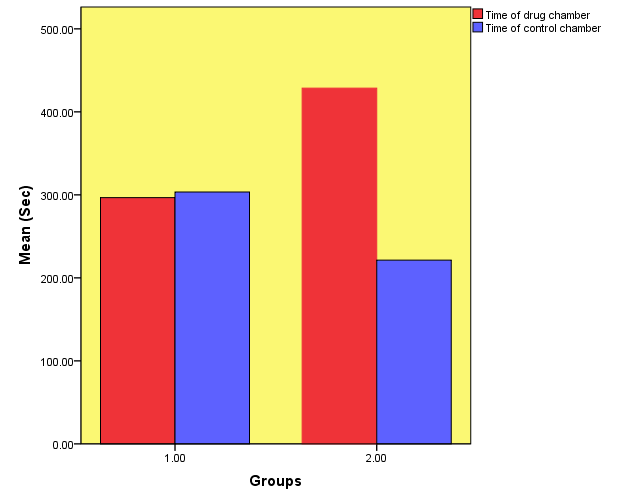 Time of drug chamber
Time of control chamber
500.00
400.00
300.00
200.00
100.00
0.00
Mean (Sec)
1.00
2.00
Groups